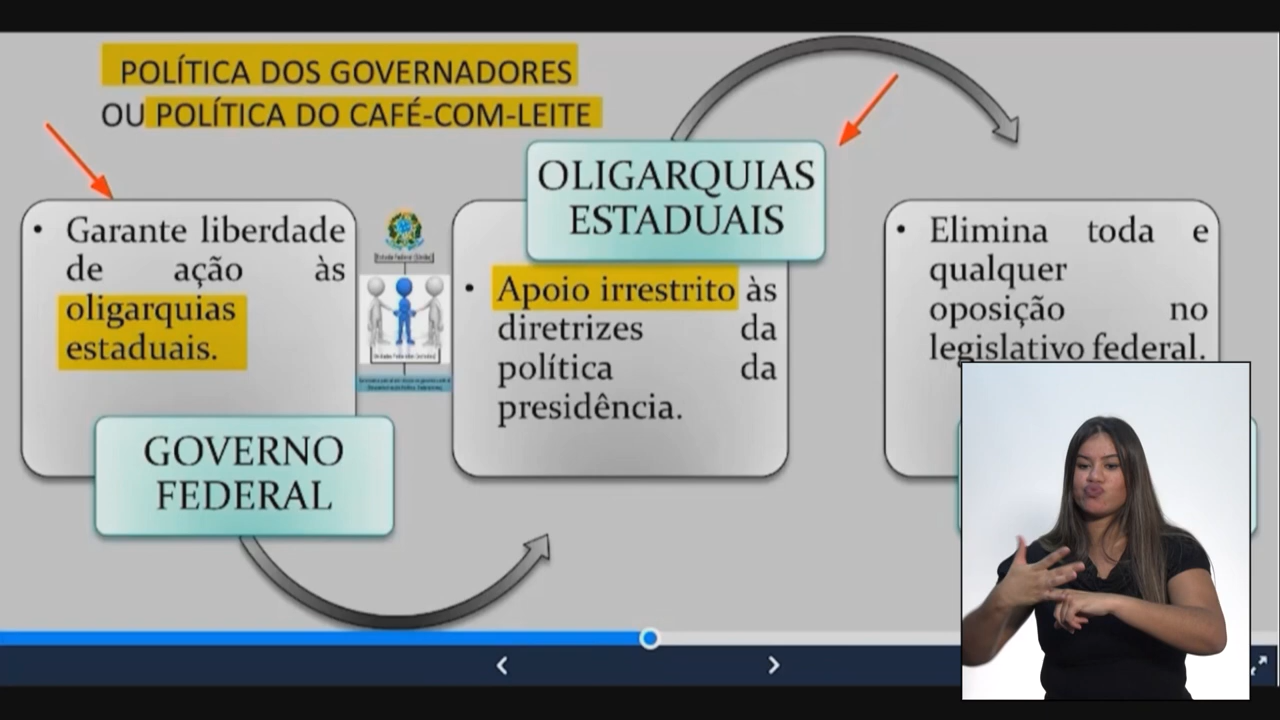 POLÍTICA DOS GOVERNADORES
OU POLÍTICA DO CAFÉ-COM-LEITE
• Garante liberdade
de ação às
oligarquias
estaduais.
GOVERNO
FEDERAL
OLIGARQUIAS
ESTADUAIS
• Apoio irrestrito às
diretrizes da
política da
presidência.
• Elimina toda e
qualquer
oposição no
legislativo federal.